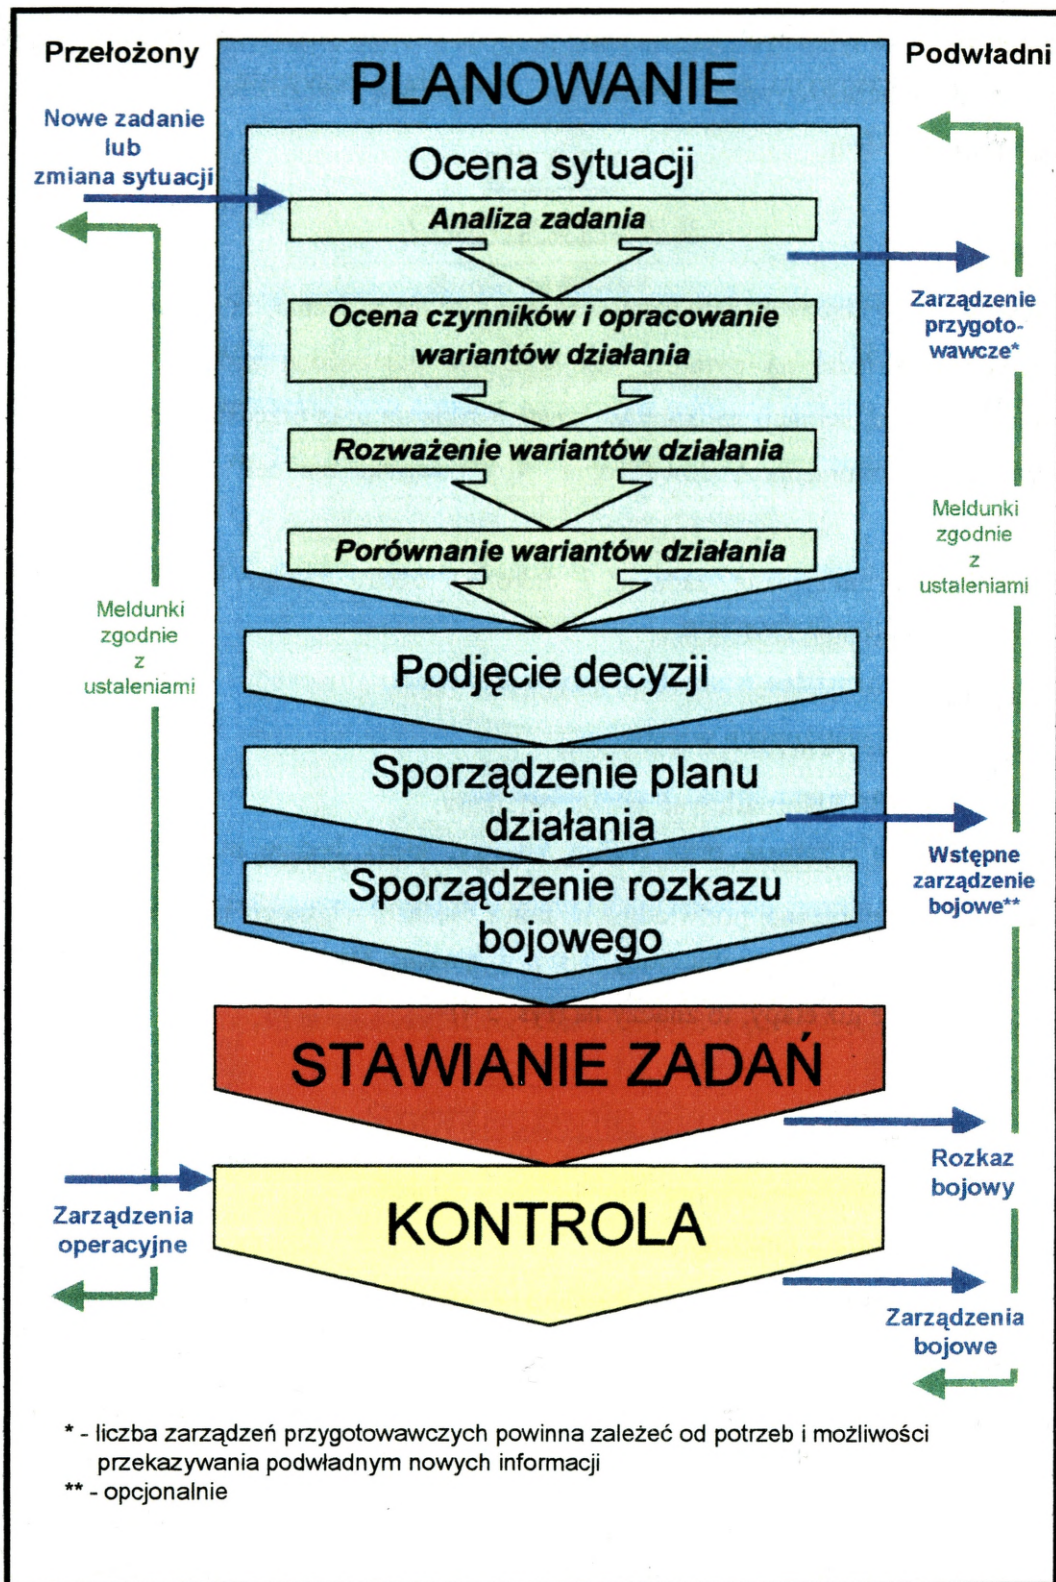 Przełożony
Podwładni
PLANOWANIE
Nowe zadanie
lub
zmiana sytuacji
Ocena sytuacji
Analiza zadania
Zarządzenie
przygoto-
wawcze*
Ocena czynników i opracowanie
wariantów działania
Rozważenie wariantów działania
Porównanie wariantów działania
Meldunki
zgodnie
z
ustaleniami
Meldunki
zgodnie
z
ustaleniami
Podjęcie decyzji
Sporządzenie planu
działania
Wstępne
zarządzenie
bojowe**
Sporządzenie rozkazu
bojowego
STAWIANIE ZADAŃ
Rozkaz
bojowy
Zarządzenia
operacyjne
KONTROLA
Zarządzenia
bojowe
* - liczba zarządzeń przygotowawczych powinna zależeć od potrzeb i możliwości
przekazywania podwładnym nowych informacji
** - opcjonalnie